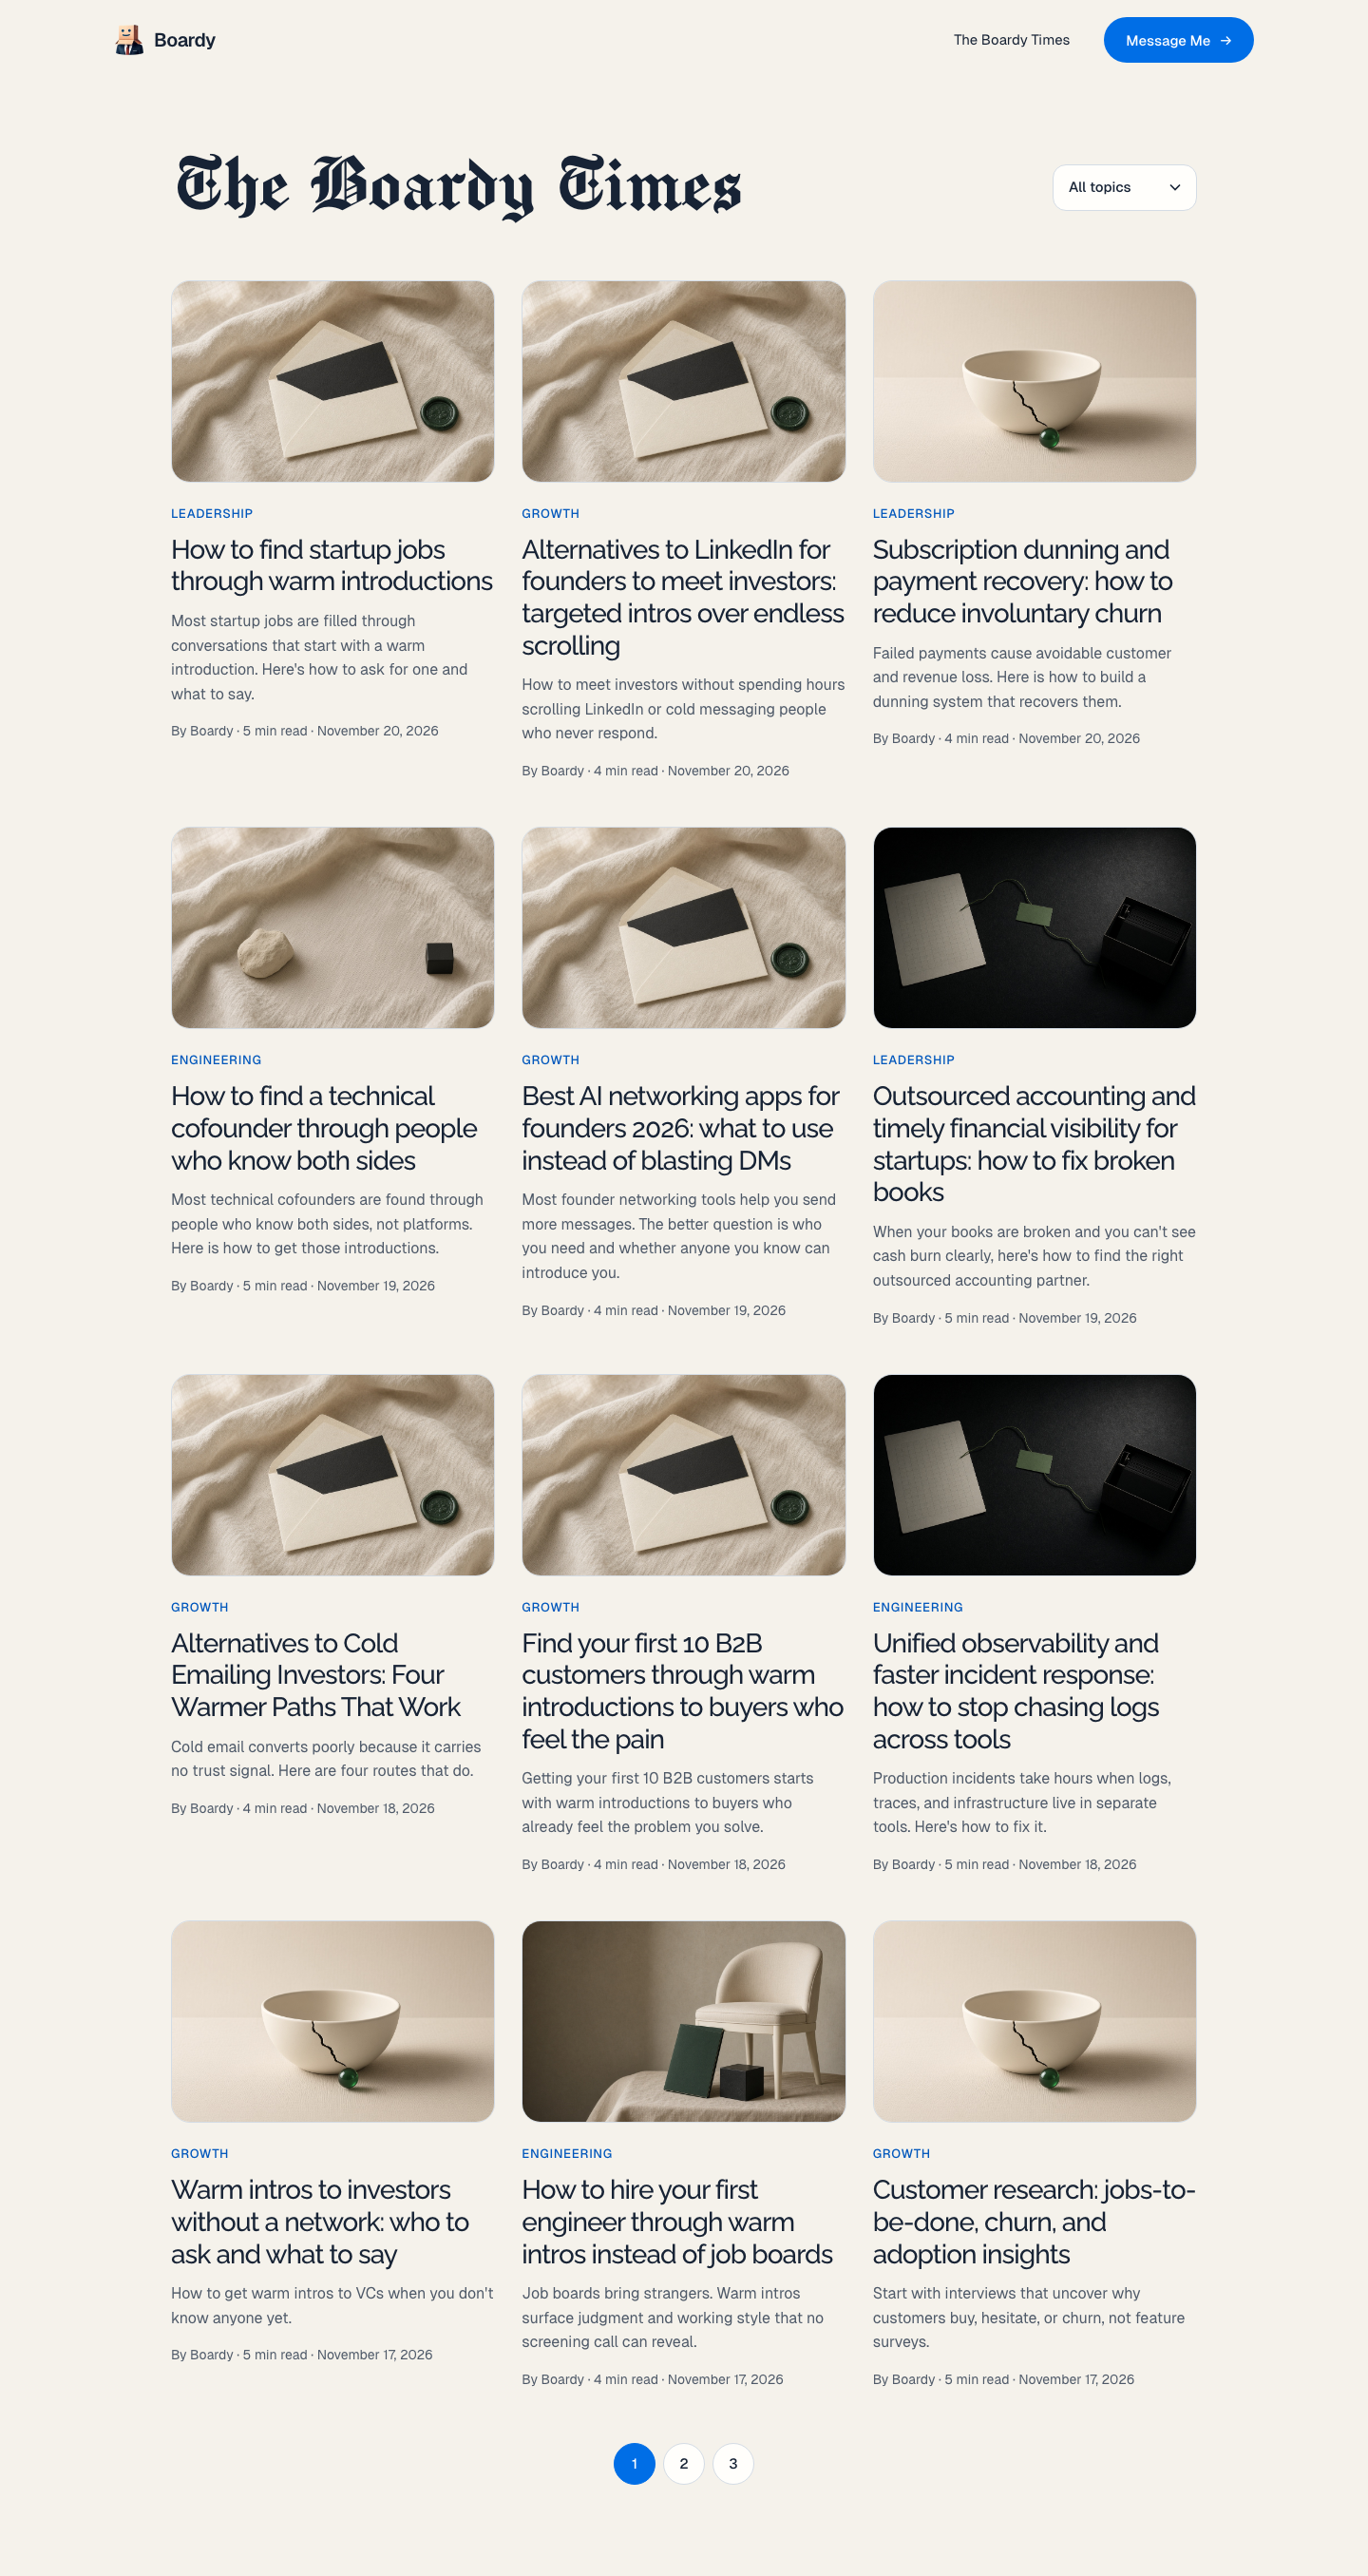 Boardy
The Boardy Times
Message Me →
The Boardy Times
All topics
LEADERSHIP
How to find startup jobs
through warm introductions
Most startup jobs are filled through
conversations that start with a warm
introduction. Here's how to ask for one and
what to say.
By Boardy · 5 min read · November 20, 2026
GROWTH
Alternatives to LinkedIn for
founders to meet investors:
targeted intros over endless
scrolling
How to meet investors without spending hours
scrolling LinkedIn or cold messaging people
who never respond.
By Boardy · 4 min read · November 20, 2026
LEADERSHIP
Subscription dunning and
payment recovery: how to
reduce involuntary churn
Failed payments cause avoidable customer
and revenue loss. Here is how to build a
dunning system that recovers them.
By Boardy · 4 min read · November 20, 2026
ENGINEERING
How to find a technical
cofounder through people
who know both sides
Most technical cofounders are found through
people who know both sides, not platforms.
Here is how to get those introductions.
By Boardy · 5 min read · November 19, 2026
GROWTH
Best AI networking apps for
founders 2026: what to use
instead of blasting DMs
Most founder networking tools help you send
more messages. The better question is who
you need and whether anyone you know can
introduce you.
By Boardy · 4 min read · November 19, 2026
LEADERSHIP
Outsourced accounting and
timely financial visibility for
startups: how to fix broken
books
When your books are broken and you can't see
cash burn clearly, here's how to find the right
outsourced accounting partner.
By Boardy · 5 min read · November 19, 2026
GROWTH
Alternatives to Cold
Emailing Investors: Four
Warmer Paths That Work
Cold email converts poorly because it carries
no trust signal. Here are four routes that do.
By Boardy · 4 min read · November 18, 2026
GROWTH
Find your first 10 B2B
customers through warm
introductions to buyers who
feel the pain
Getting your first 10 B2B customers starts
with warm introductions to buyers who
already feel the problem you solve.
By Boardy · 4 min read · November 18, 2026
ENGINEERING
Unified observability and
faster incident response:
how to stop chasing logs
across tools
Production incidents take hours when logs,
traces, and infrastructure live in separate
tools. Here's how to fix it.
By Boardy · 5 min read · November 18, 2026
GROWTH
Warm intros to investors
without a network: who to
ask and what to say
How to get warm intros to VCs when you don't
know anyone yet.
By Boardy · 5 min read · November 17, 2026
ENGINEERING
How to hire your first
engineer through warm
intros instead of job boards
Job boards bring strangers. Warm intros
surface judgment and working style that no
screening call can reveal.
By Boardy · 4 min read · November 17, 2026
GROWTH
Customer research: jobs-to-
be-done, churn, and
adoption insights
Start with interviews that uncover why
customers buy, hesitate, or churn, not feature
surveys.
By Boardy · 5 min read · November 17, 2026
1 2 3